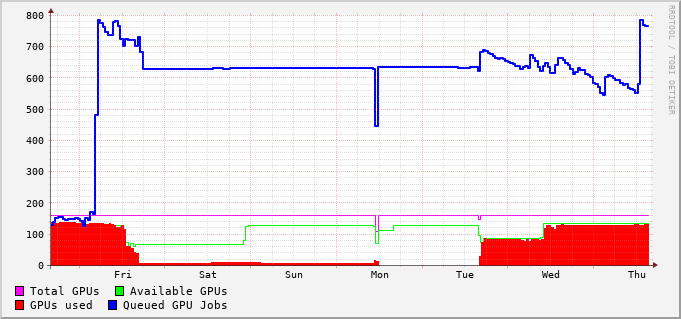 800
700
600
500
400
300
200
100
0
Fri Sat Sun Mon Tue Wed Thu
Total GPUs Available GPUs
GPUs used Queued GPU Jobs
RRDTOOL / TOBI OETIKER